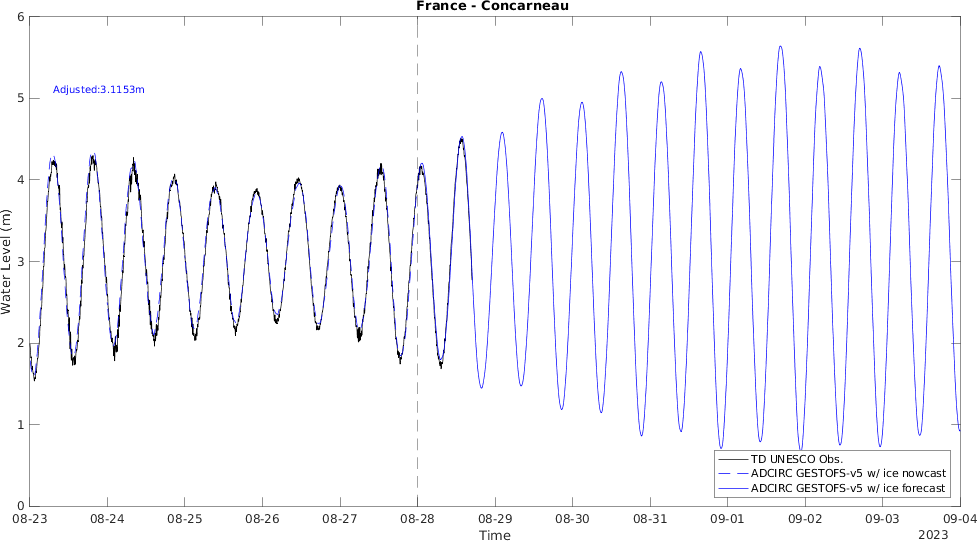 France - Concarneau
Adjusted:3.1153m
Water Level (m)
6
5
4
3
2
1
0
TD UNESCO Obs.
ADCIRC GESTOFS-v5 w/ ice nowcast
ADCIRC GESTOFS-v5 w/ ice forecast
08-23 08-24 08-25 08-26 08-27 08-28 08-29 08-30 08-31 09-01 09-02 09-03 09-04
Time
2023